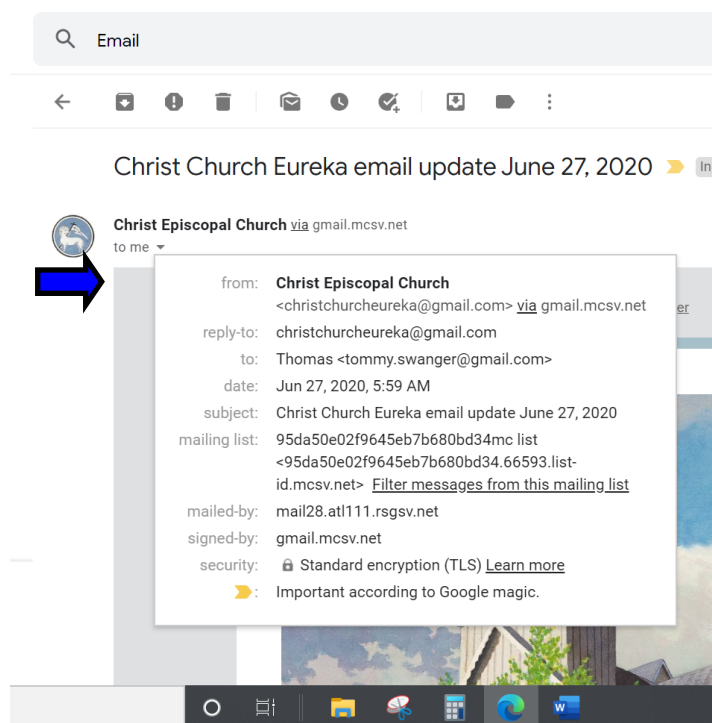 Email
Christ Church Eureka email update June 27, 2020 In
Christ Episcopal Church via gmail.mcsv.net
to me
from: Christ Episcopal Church
<christchurcheureka@gmail.com> via gmail.mcsv.net
er
reply-to: christchurcheureka@gmail.com
to: Thomas <tommy.swanger@gmail.com>
date: Jun 27, 2020, 5:59 AM
subject: Christ Church Eureka email update June 27, 2020
mailing list: 95da50e02f9645eb7b680bd34mc list
<95da50e02f9645eb7b680bd34.66593.list-
id.mcsv.net> Filter messages from this mailing list
mailed-by: mail28.atl111.rsgsv.net
signed-by: gmail.mcsv.net
security: Standard encryption (TLS) Learn more
: Important according to Google magic.
W